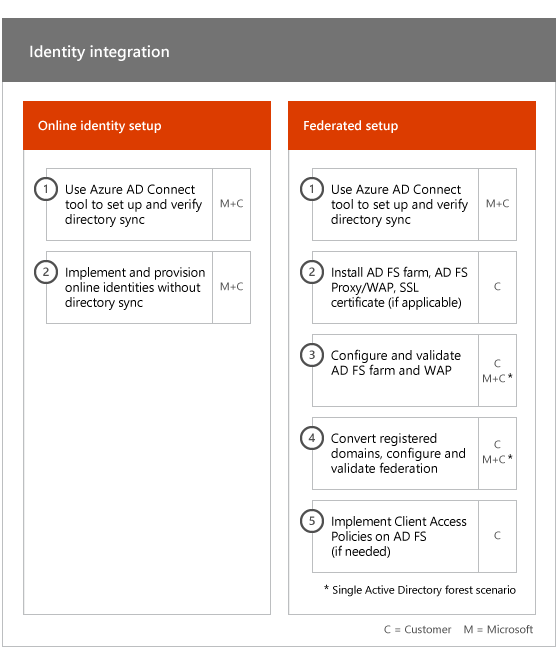 Identity integration
Online identity setup
1
Use Azure AD Connect
tool to set up and verify
directory sync
M+C
2
Implement and provision
online identities without
directory sync
M+C
Federated setup
1
Use Azure AD Connect
tool to set up and verify
directory sync
M+C
2
Install AD FS farm, AD FS
Proxy/WAP, SSL
certificate (if applicable)
C
3
Configure and validate
AD FS farm and WAP
C
M+C*
4
Convert registered
domains, configure and
validate federation
C
M+C*
5
Implement Client Access
Policies on AD FS
(if needed)
C
* Single Active Directory forest scenario
C = Customer M = Microsoft